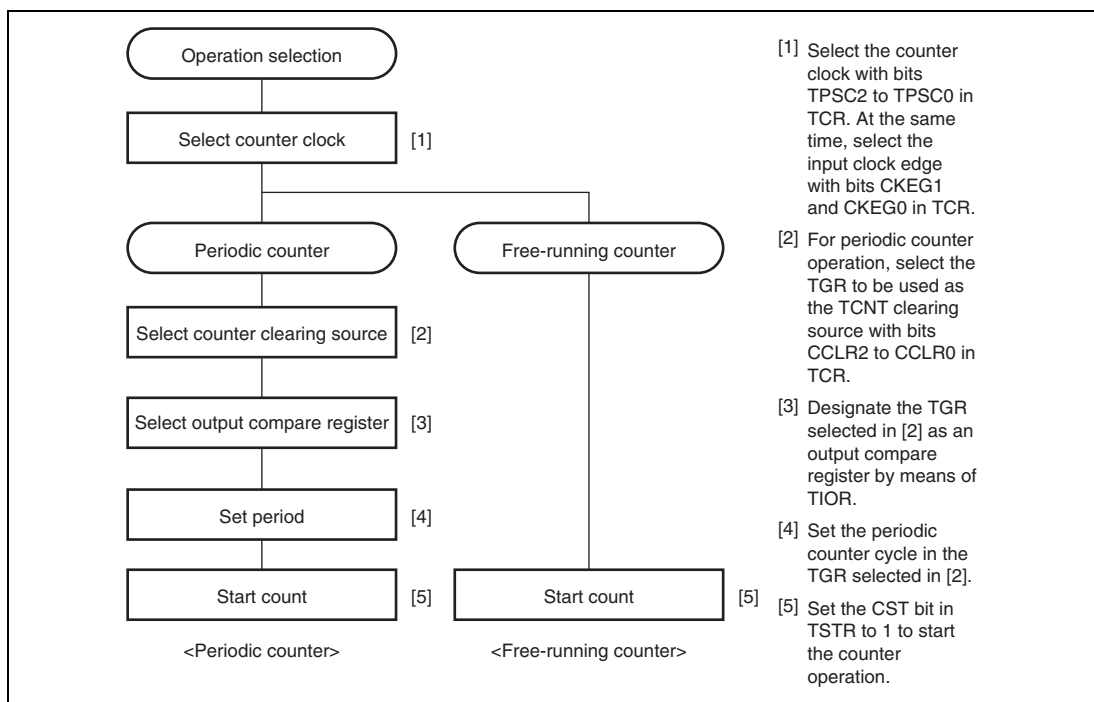 Operation selection
Select counter clock
[1]
Periodic counter
Free-running counter
Select counter clearing source
[2]
Select output compare register
[3]
Set period
[4]
Start count
[5]
Start count
[5]
<Periodic counter>
<Free-running counter>
[1] Select the counter
clock with bits
TPSC2 to TPSC0 in
TCR. At the same
time, select the
input clock edge
with bits CKEG1
and CKEG0 in TCR.
[2] For periodic counter
operation, select the
TGR to be used as
the TCNT clearing
source with bits
CCLR2 to CCLR0 in
TCR.
[3] Designate the TGR
selected in [2] as an
output compare
register by means of
TIOR.
[4] Set the periodic
counter cycle in the
TGR selected in [2].
[5] Set the CST bit in
TSTR to 1 to start
the counter
operation.